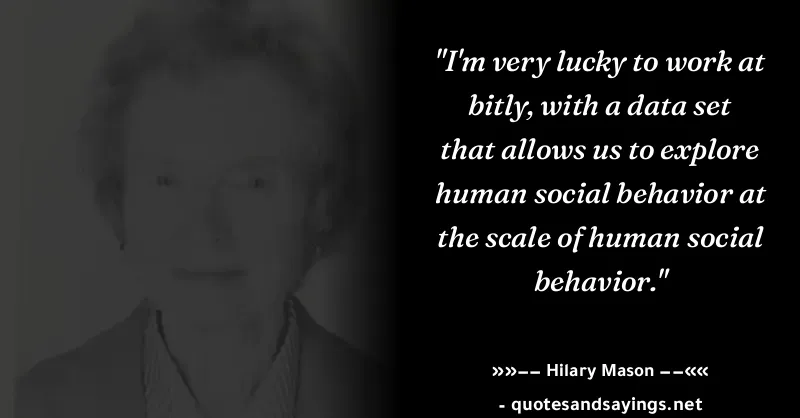 "I'm very lucky to work at
bitly, with a data set
that allows us to explore
human social behavior at
the scale of human social
behavior."
»»−− Hilary Mason −−««
- quotesandsayings.net